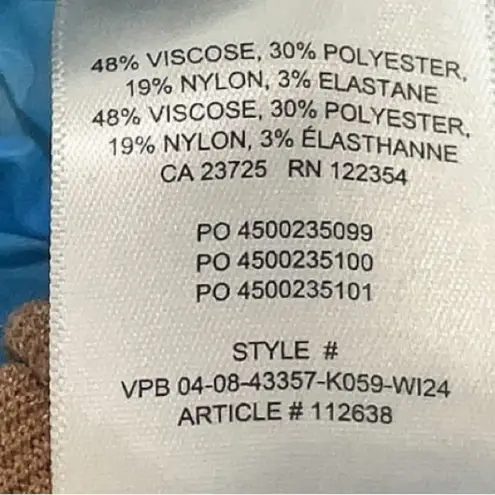 48% VISCOSE, 30% POLYESTER,
19% NYLON, 3% ELASTANE
48% VISCOSE, 30% POLYESTER,
19% NYLON, 3% ÉLASTHANNE
CA 23725 RN 122354
PO 4500235099
PO 4500235100
PO 4500235101
STYLE #
VPB 04-08-43357-K059-WI24
ARTICLE # 112638